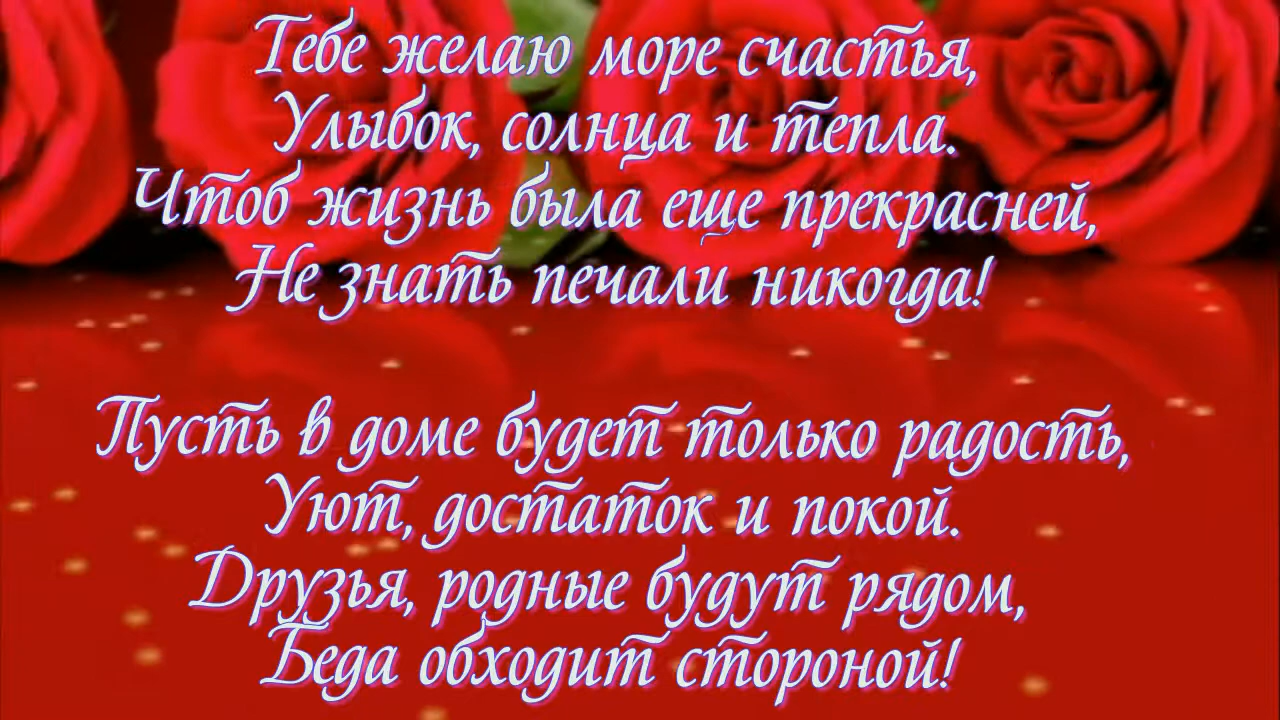 Тебе желаю море счастья,
Улыбок, солнца и тепла.
Чтоб жизнь была еще прекрасней,
Не знать печали никогда!
Пусть в доме будет только радость,
Уют, достаток и покой.
Друзья, родные будут рядом,
Беда обходит стороной!